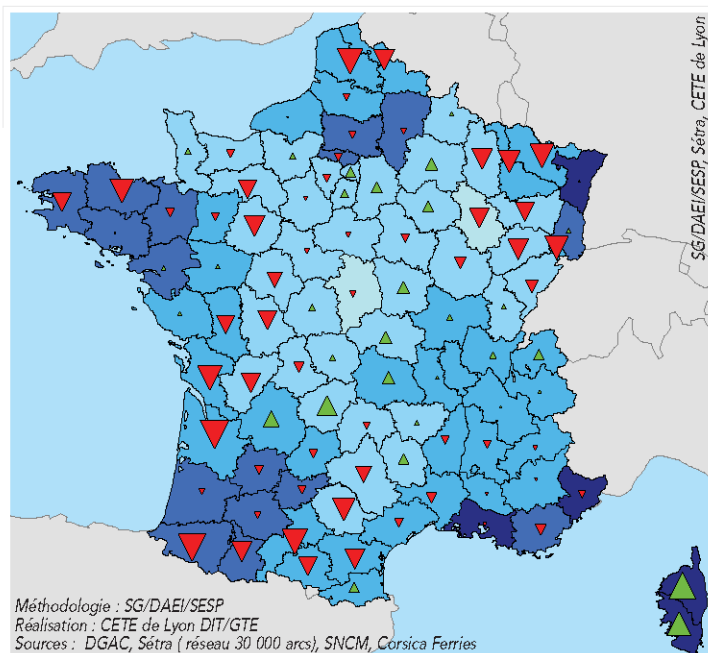 SG/DAEI/SESP, Sétra, CETE de Lyon
Méthodologie : SG/DAEI/SESP
Réalisation : CETE de Lyon DIT/GTE
Sources : DGAC, Sétra ( réseau 30 000 arcs), SNCM, Corsica Ferries